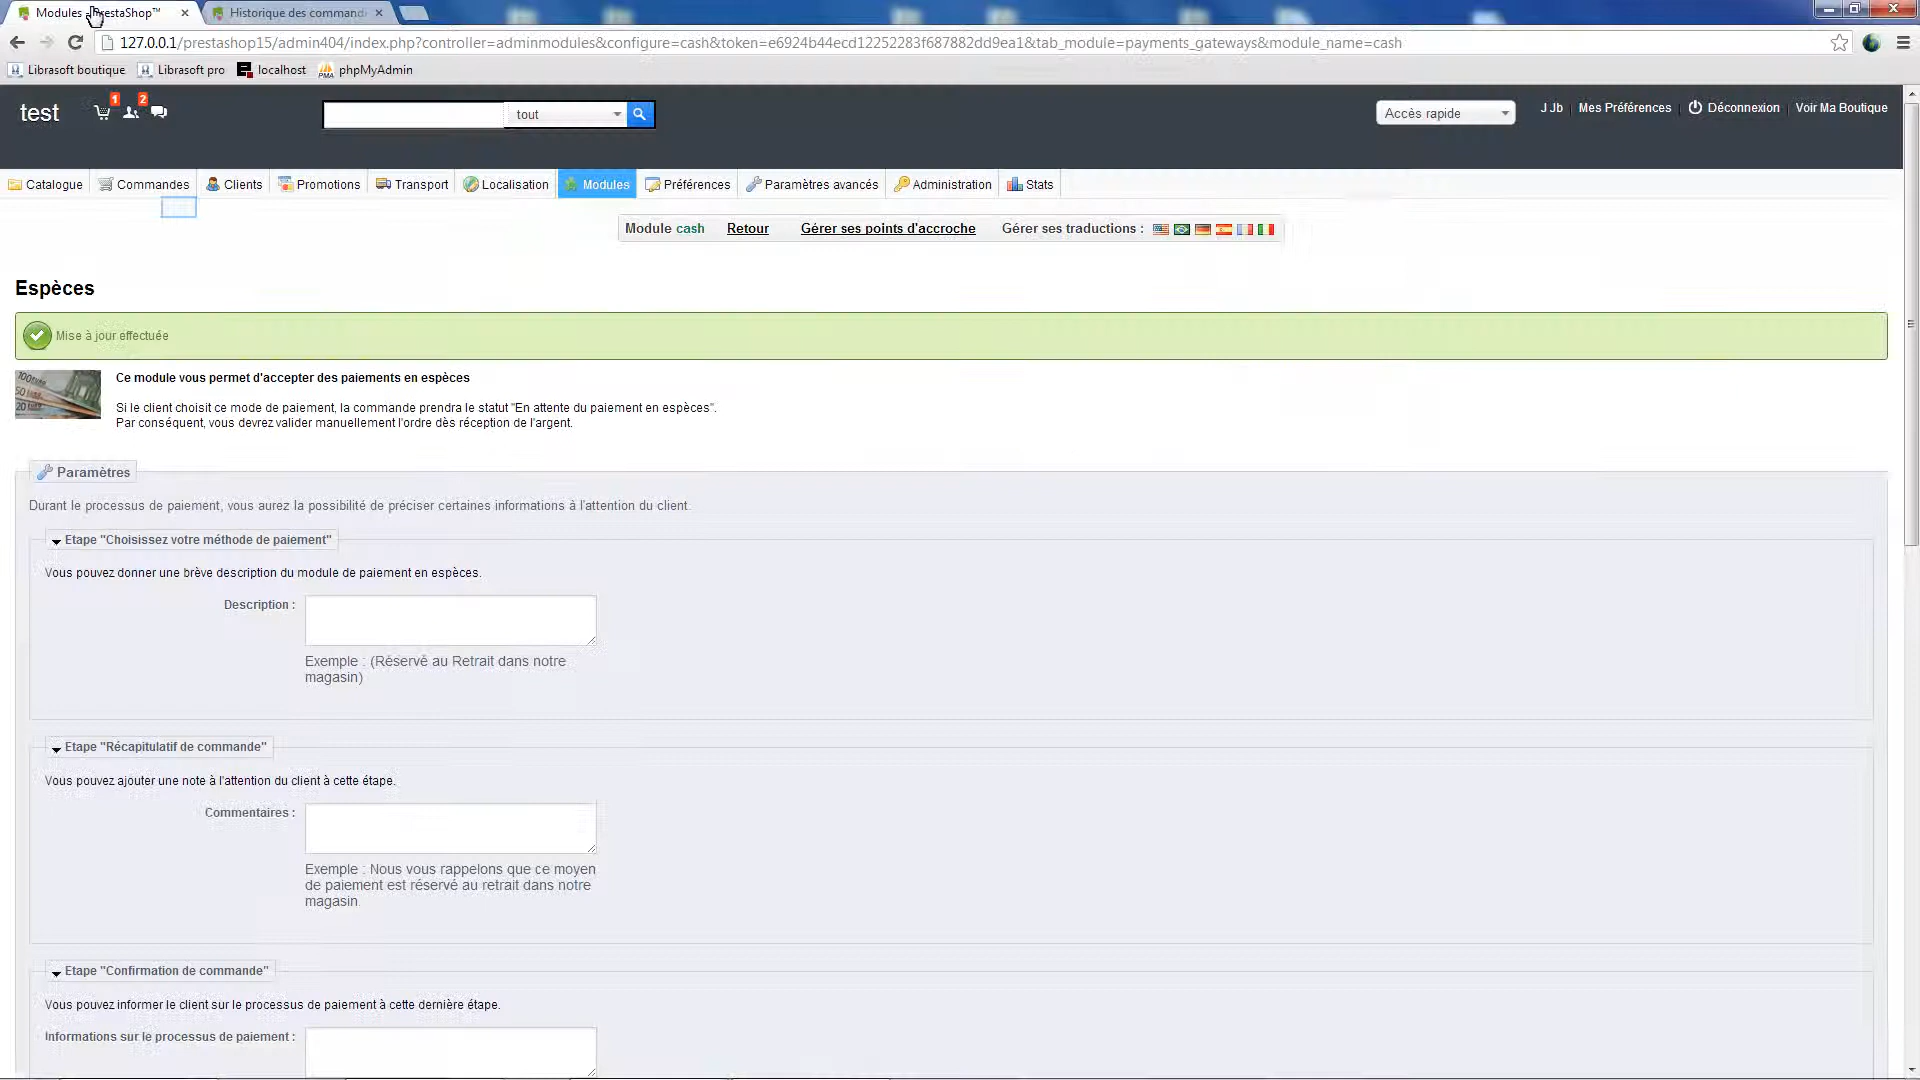 Modules - PrestaShop™
Historique des command
127.0.0.1/prestashop15/admin404/index.php?controller=adminmodules&configure=cash&token=e6924b44ecd12252283f687882dd9ea1&tab_module=payments_gateways&module_name=cash
Librasoft boutique
Librasoft pro
localhost
phpMyAdmin
test
1
2
tout
Accès rapide
J Jb
Mes Préférences
Déconnexion
Voir Ma Boutique
Catalogue
Commandes
Clients
Promotions
Transport
Localisation
Modules
Préférences
Paramètres avancés
Administration
Stats
Module cash
Retour
Gérer ses points d'accroche
Gérer ses traductions :
Espèces
Mise à jour effectuée
Ce module vous permet d'accepter des paiements en espèces
Si le client choisit ce mode de paiement, la commande prendra le statut "En attente du paiement en espèces".
Par conséquent, vous devrez valider manuellement l'ordre dès réception de l'argent.
Paramètres
Durant le processus de paiement, vous aurez la possibilité de préciser certaines informations à l'attention du client.
Etape "Choisissez votre méthode de paiement"
Vous pouvez donner une brève description du module de paiement en espèces.
Description :
Exemple : (Réservé au Retrait dans notre
magasin)
Etape "Récapitulatif de commande"
Vous pouvez ajouter une note à l'attention du client à cette étape.
Commentaires :
Exemple : Nous vous rappelons que ce moyen
de paiement est réservé au retrait dans notre
magasin.
Etape "Confirmation de commande"
Vous pouvez informer le client sur le processus de paiement à cette dernière étape.
Informations sur le processus de paiement :